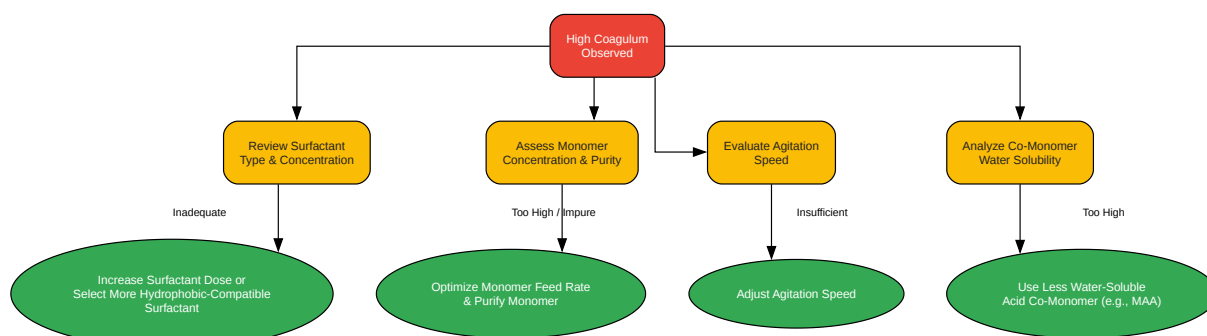 High Coagulum
Observed
Review Surfactant
Type & Concentration
Assess Monomer
Concentration & Purity
Evaluate Agitation
Speed
Analyze Co-Monomer
Water Solubility
Inadequate
Too High / Impure
Insufficient
Too High
Increase Surfactant Dose or
Select More Hydrophobic-Compatible
Surfactant
Optimize Monomer Feed Rate
& Purify Monomer
Adjust Agitation Speed
Use Less Water-Soluble
Acid Co-Monomer (e.g., MAA)